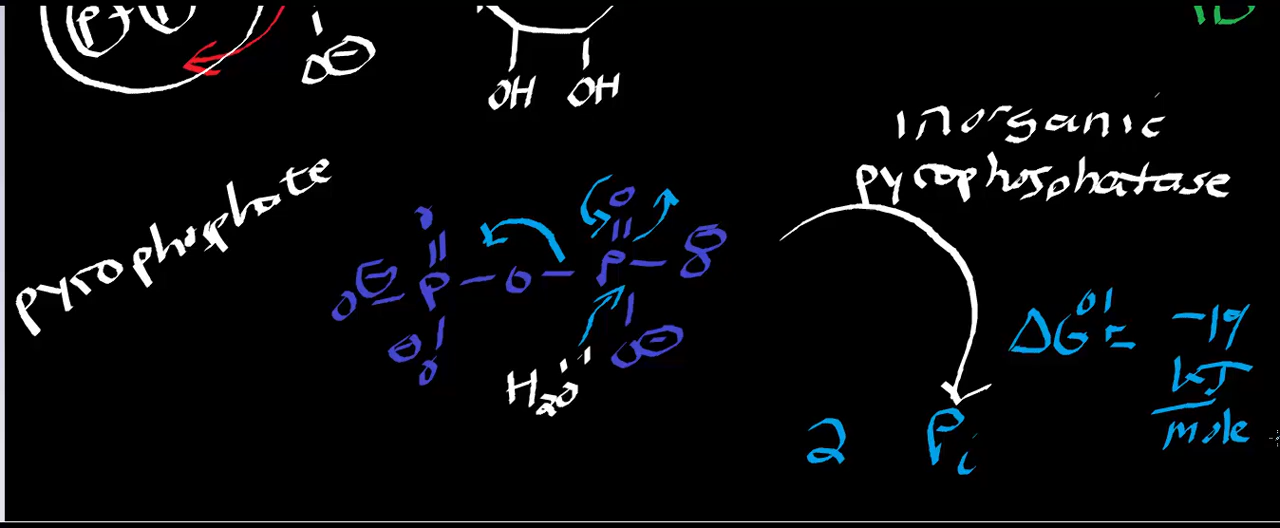 P + P
O⊖
OH OH
inorganic
pyrophosphatase
pyrophosphate
O O
O⊖ – P – O – P – O⊖
O⊖ O⊖
H₂O
ΔG°' = -19
kJ
mole
2 Pi